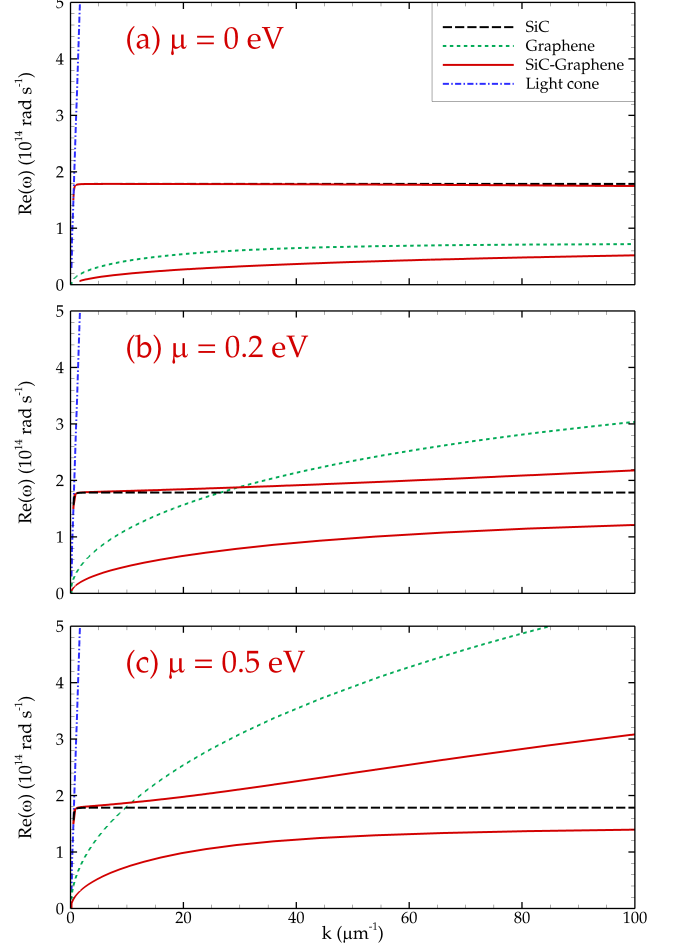 5
4
3
2
1
0
Re(ω) (10¹⁴ rad s⁻¹)
(a) μ = 0 eV
SiC
Graphene
SiC-Graphene
Light cone
5
4
3
2
1
0
Re(ω) (10¹⁴ rad s⁻¹)
(b) μ = 0.2 eV
5
4
3
2
1
0
Re(ω) (10¹⁴ rad s⁻¹)
(c) μ = 0.5 eV
0 20 40 60 80 100
k (μm⁻¹)